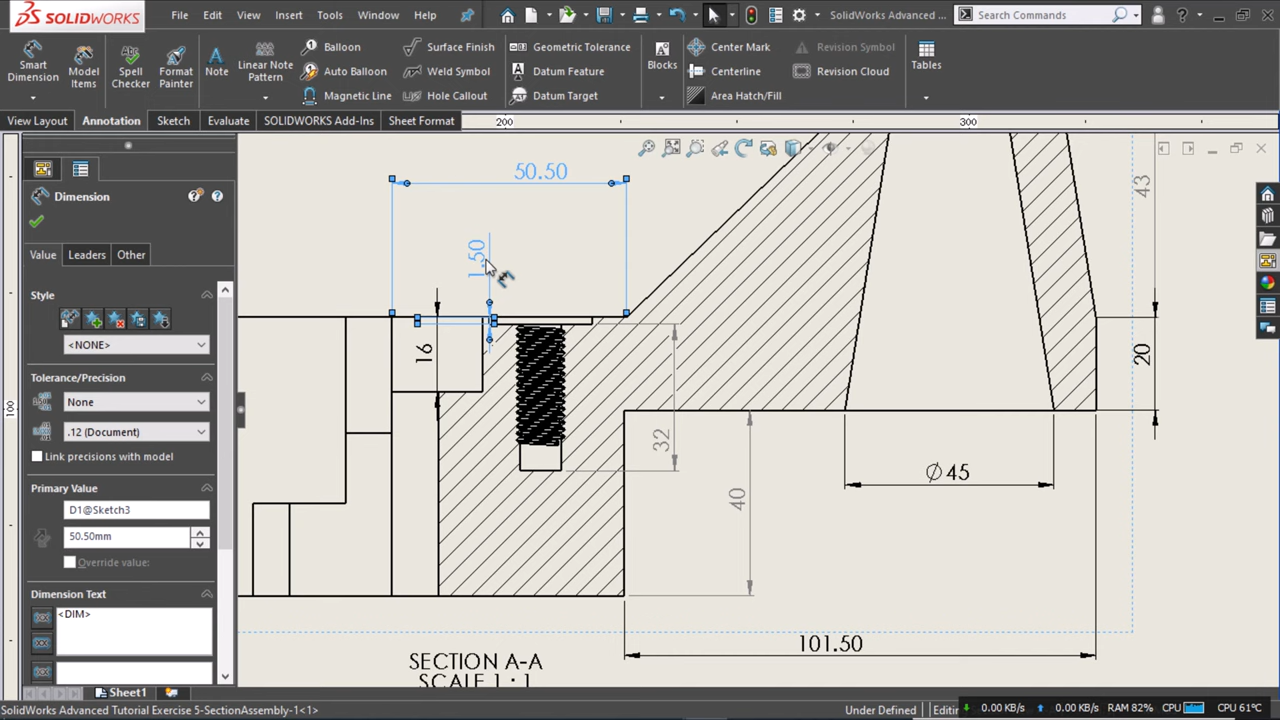 SOLIDWORKS File Edit View Insert Tools Window Help SolidWorks Advanced ... Search Commands
Smart Dimension
Model Items
Spell Checker
Format Painter
Note
Linear Note Pattern
Balloon
Auto Balloon
Magnetic Line
Surface Finish
Weld Symbol
Hole Callout
Geometric Tolerance
Datum Feature
Datum Target
Blocks
Center Mark
Centerline
Area Hatch/Fill
Revision Symbol
Revision Cloud
Tables
View Layout Annotation Sketch Evaluate SOLIDWORKS Add-Ins Sheet Format
200 300
100
Dimension
Value Leaders Other
Style
<NONE>
Tolerance/Precision
None
.12 (Document)
Link precisions with model
Primary Value
D1@Sketch3
50.50mm
Override value:
Dimension Text
<DIM>
50.50
1.50
43
16
20
32
40
Ø45
101.50
SECTION A-A
SCALE 1 : 1
Sheet1
SolidWorks Advanced Tutorial Exercise 5-SectionAssembly-1<1> Under Defined Editin
0.00 KB/s 0.00 KB/s RAM 82% CPU CPU 61°C